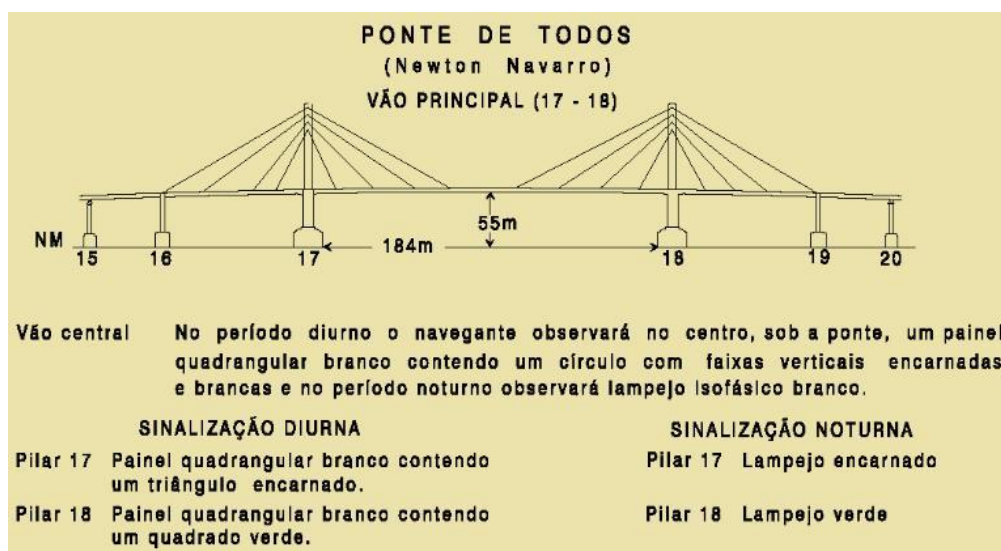 PONTE DE TODOS
(Newton Navarro)
VÃO PRINCIPAL (17 - 18)
55m
NM
184m
15 16 17 18 19 20
Vão central No período diurno o navegante observará no centro, sob a ponte, um painel
quadrangular branco contendo um círculo com faixas verticais encarnadas
e brancas e no período noturno observará lampejo isofásico branco.
SINALIZAÇÃO DIURNA
Pilar 17 Painel quadrangular branco contendo
um triângulo encarnado.
Pilar 18 Painel quadrangular branco contendo
um quadrado verde.
SINALIZAÇÃO NOTURNA
Pilar 17 Lampejo encarnado
Pilar 18 Lampejo verde